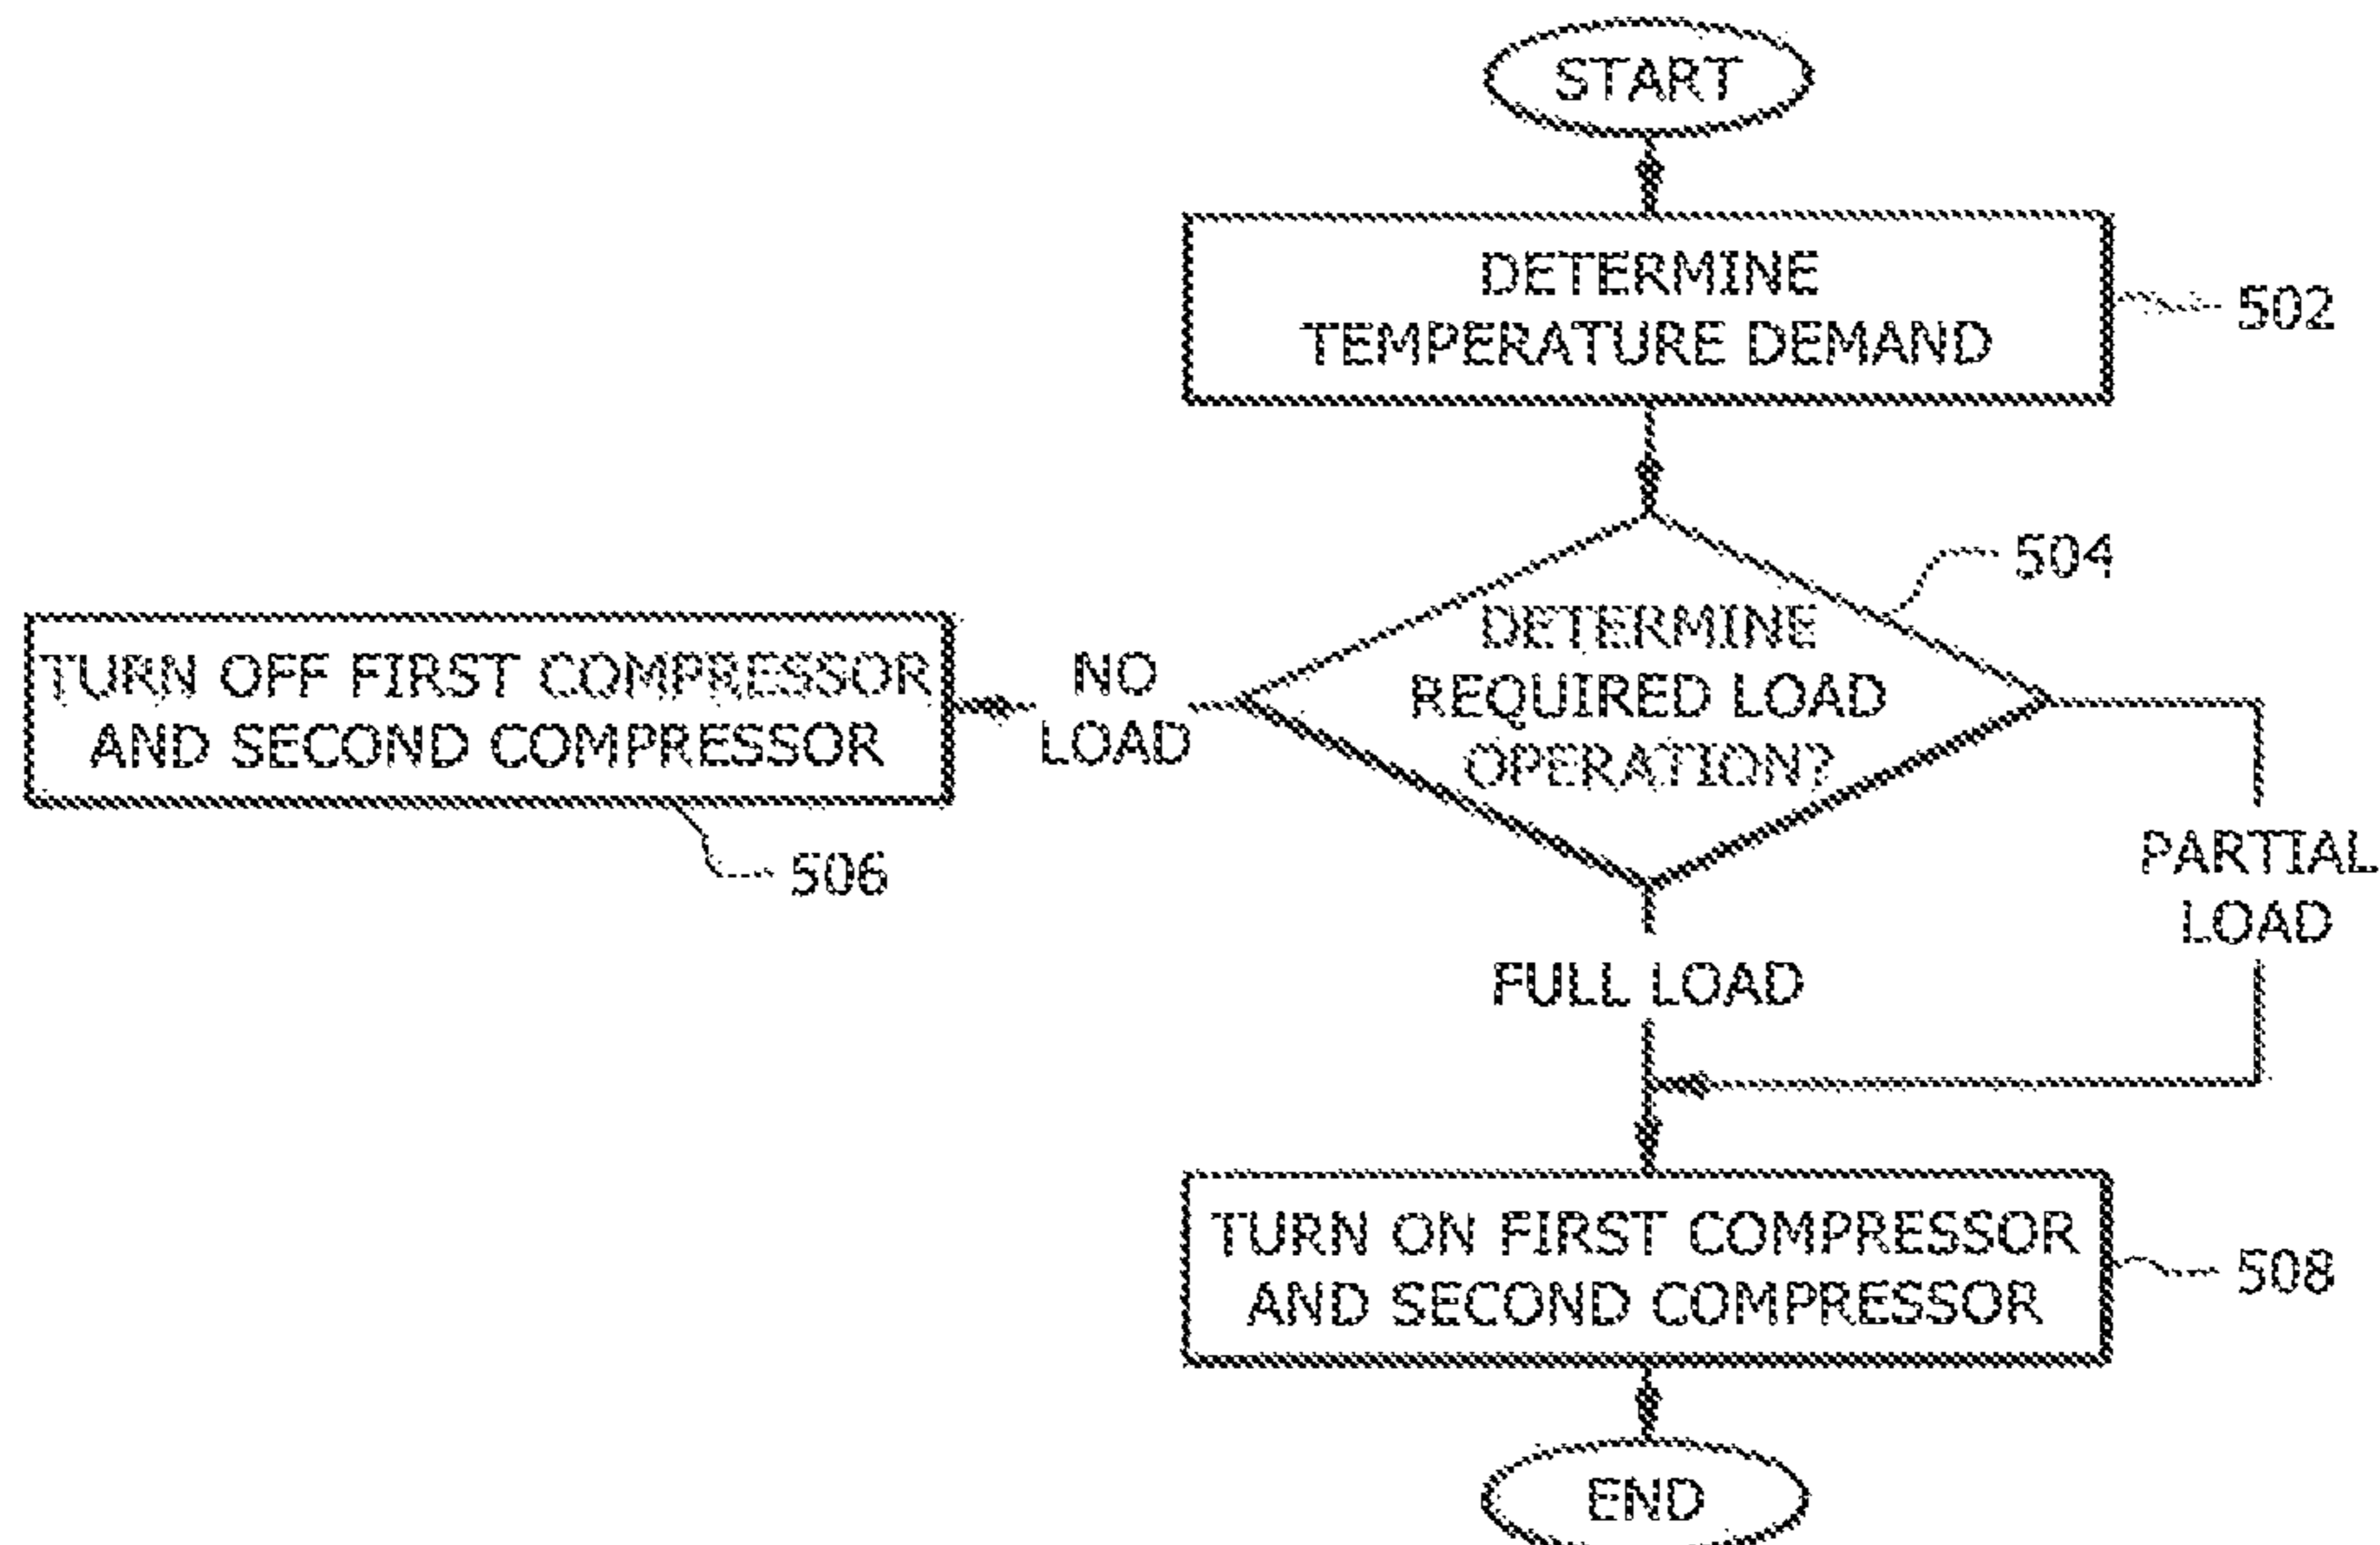 START
DETERMINE
TEMPERATURE DEMAND
502
504
DETERMINE
REQUIRED LOAD
OPERATION?
NO
LOAD
TURN OFF FIRST COMPRESSOR
AND SECOND COMPRESSOR
506
PARTIAL
LOAD
FULL LOAD
TURN ON FIRST COMPRESSOR
AND SECOND COMPRESSOR
508
END